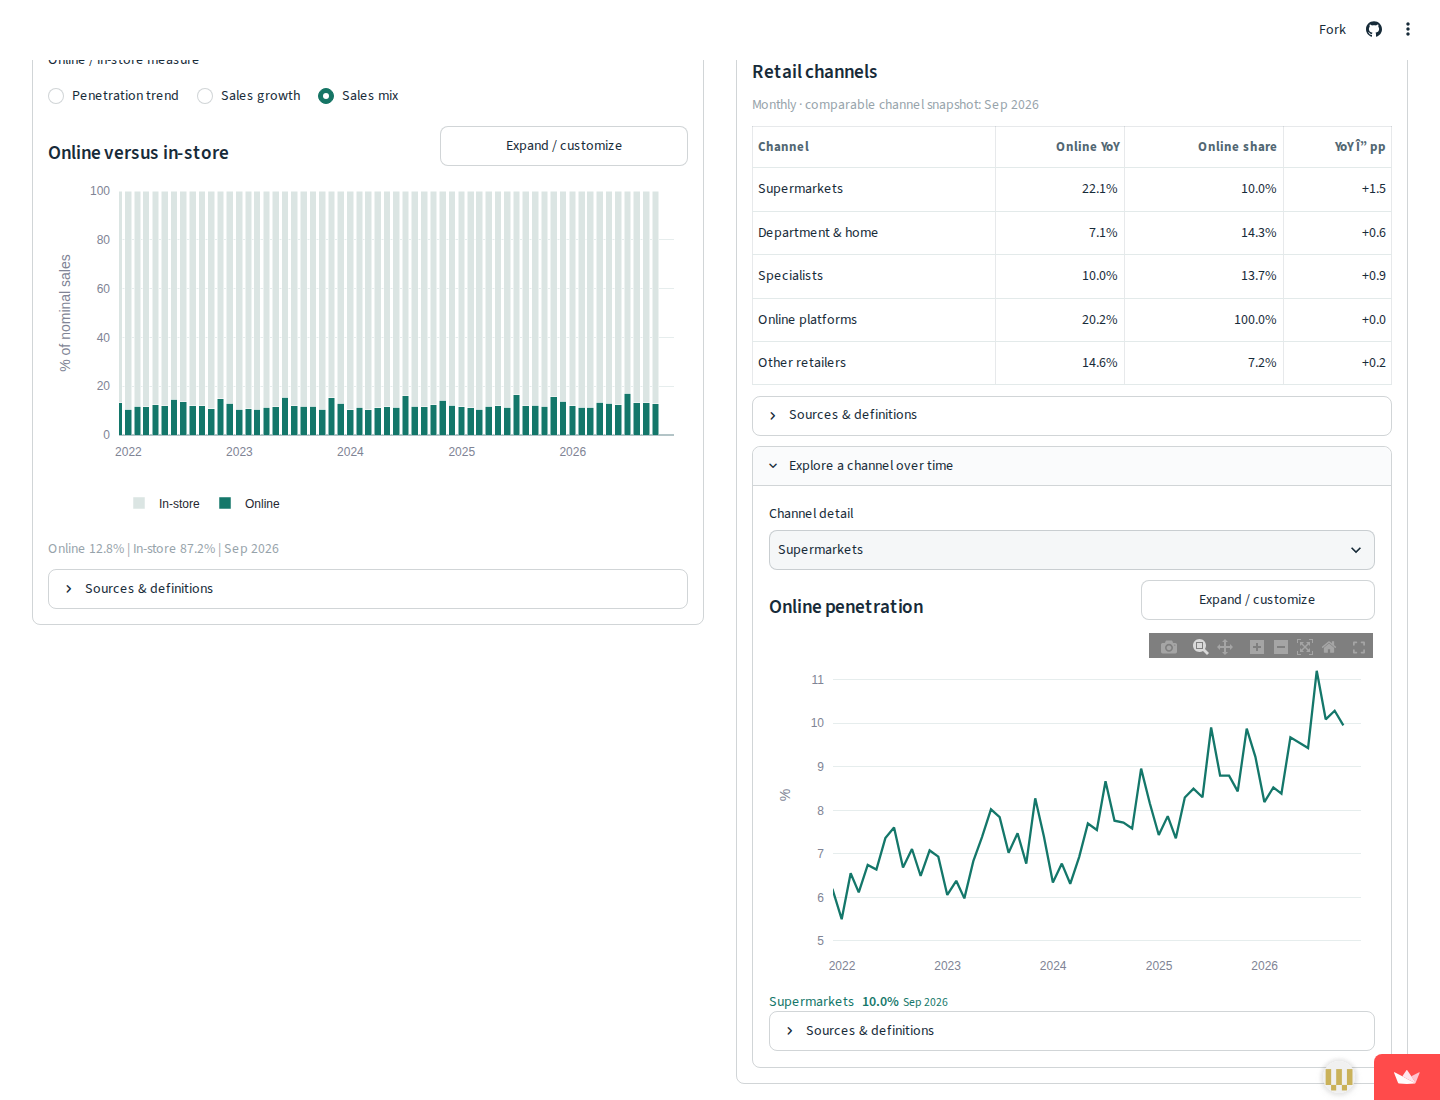 Fork
Online / in-store measure
Penetration trend Sales growth Sales mix
Online versus in-store
Expand / customize
100
80
60
40
20
0
% of nominal sales
2022 2023 2024 2025 2026
In-store Online
Online 12.8% | In-store 87.2% | Sep 2026
Sources & definitions
Retail channels
Monthly · comparable channel snapshot: Sep 2026
Channel Online YoY Online share YoY Î” pp
Supermarkets 22.1% 10.0% +1.5
Department & home 7.1% 14.3% +0.6
Specialists 10.0% 13.7% +0.9
Online platforms 20.2% 100.0% +0.0
Other retailers 14.6% 7.2% +0.2
Sources & definitions
Explore a channel over time
Channel detail
Supermarkets
Online penetration
Expand / customize
11
10
9
8
7
6
5
%
2022 2023 2024 2025 2026
Supermarkets 10.0% Sep 2026
Sources & definitions